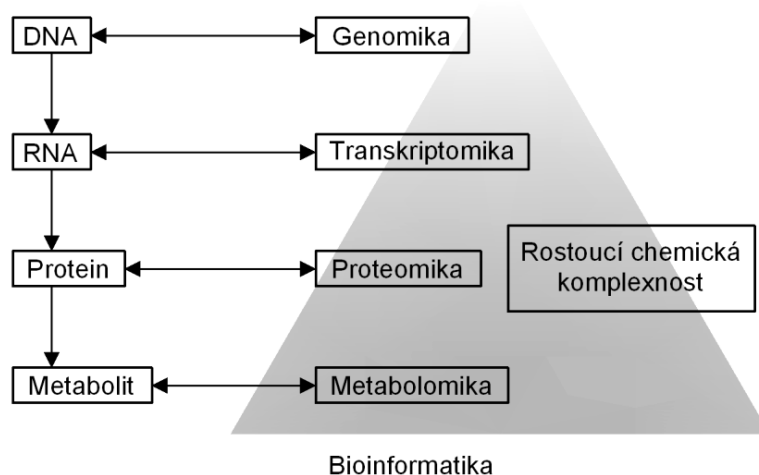 DNA
Genomika
RNA
Transkriptomika
Protein
Proteomika
Rostoucí chemická
komplexnost
Metabolit
Metabolomika
Bioinformatika